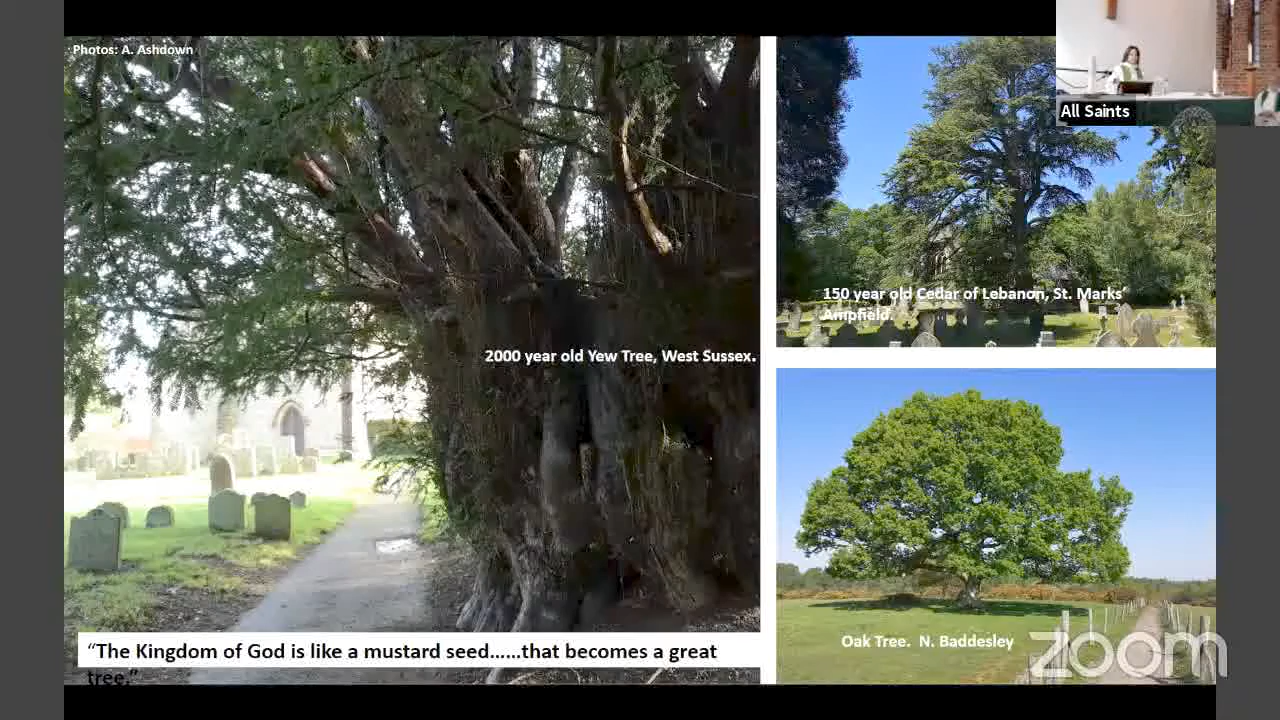 Photos: A. Ashdown
All Saints
150 year old Cedar of Lebanon, St. Marks'
Ampfield.
2000 year old Yew Tree, West Sussex.
Oak Tree.  N. Baddesley
“The Kingdom of God is like a mustard seed……that becomes a great
tree.”
zoom